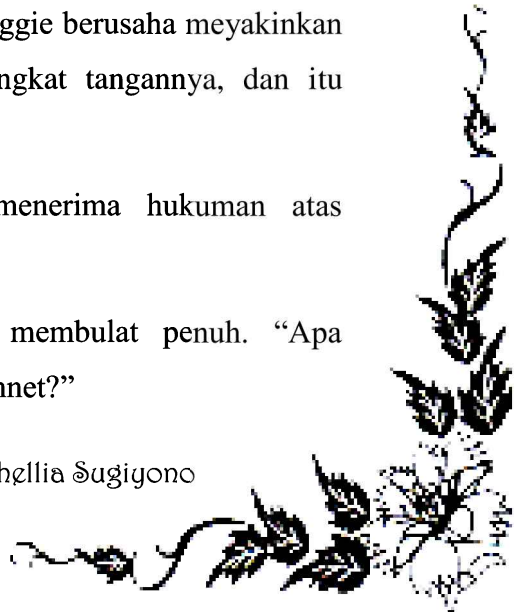 ggie berusaha meyakinkan
ngkat tangannya, dan itu
menerima hukuman atas
membulat penuh. “Apa
nnet?”
hellia Sugiyono